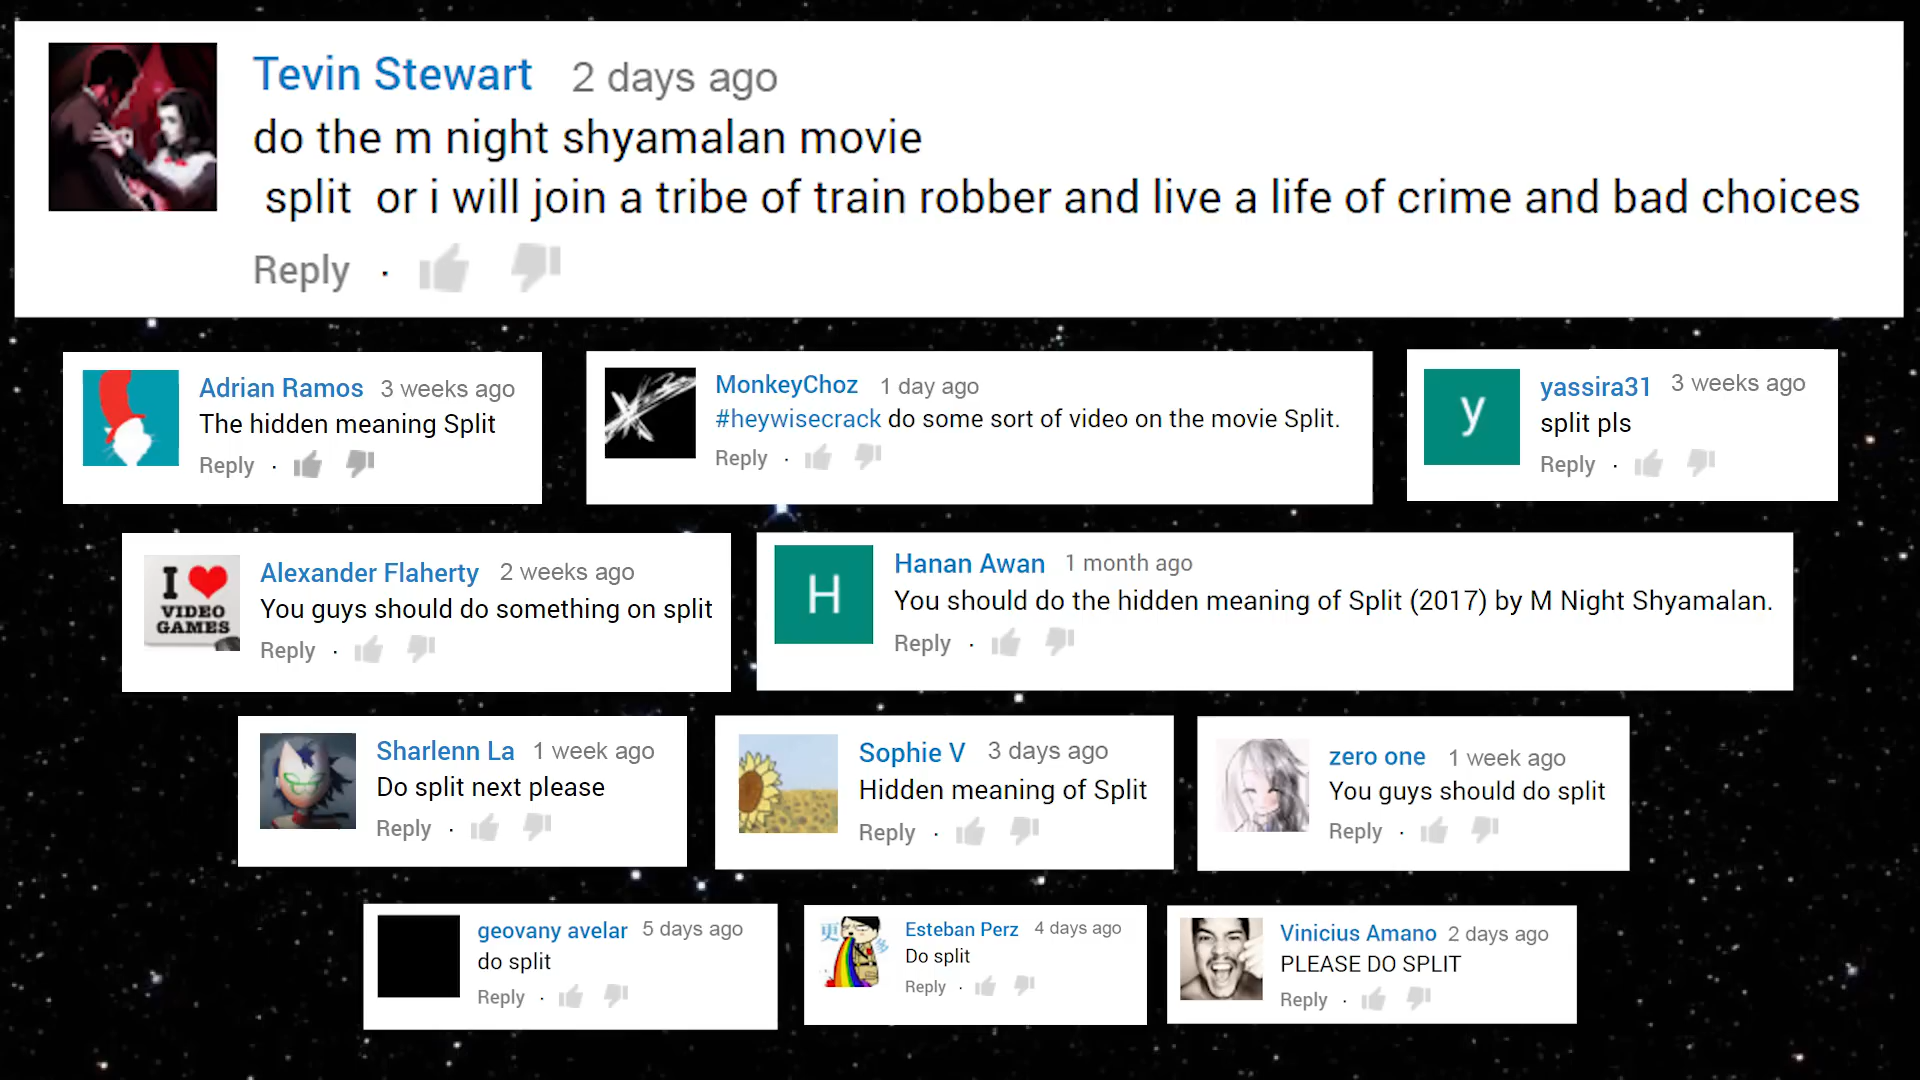 Tevin Stewart 2 days ago
do the m night shyamalan movie
split or i will join a tribe of train robber and live a life of crime and bad choices
Reply ·
Adrian Ramos 3 weeks ago
The hidden meaning Split
Reply ·
MonkeyChoz 1 day ago
#heywisecrack do some sort of video on the movie Split.
Reply ·
y
yassira31 3 weeks ago
split pls
Reply ·
I
VIDEO
GAMES
Alexander Flaherty 2 weeks ago
You guys should do something on split
Reply ·
H
Hanan Awan 1 month ago
You should do the hidden meaning of Split (2017) by M Night Shyamalan.
Reply ·
Sharlenn La 1 week ago
Do split next please
Reply ·
Sophie V 3 days ago
Hidden meaning of Split
Reply ·
zero one 1 week ago
You guys should do split
Reply ·
geovany avelar 5 days ago
do split
Reply ·
更多
Esteban Perz 4 days ago
Do split
Reply ·
Vinicius Amano 2 days ago
PLEASE DO SPLIT
Reply ·